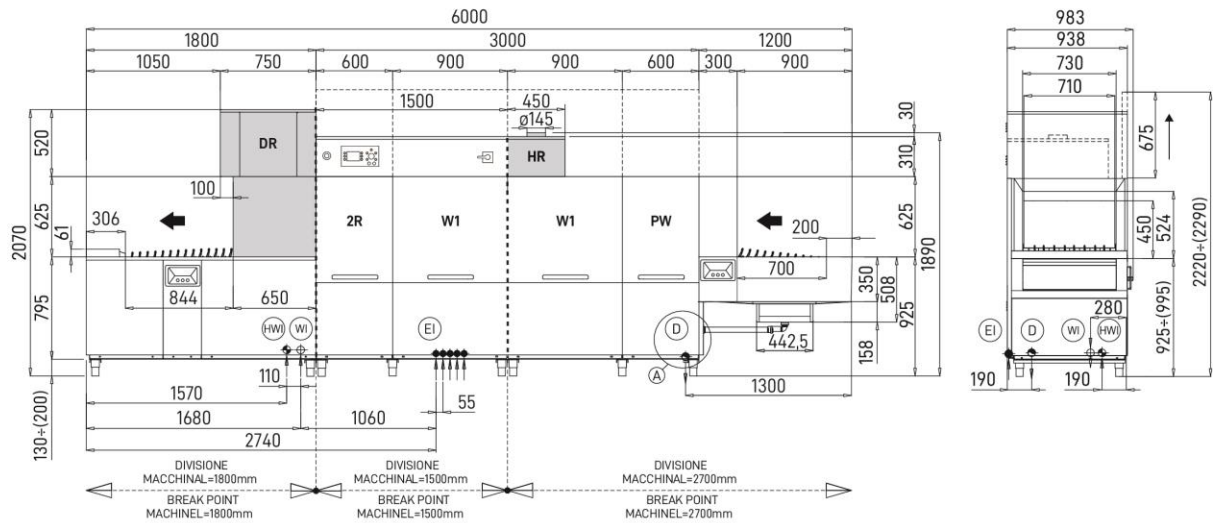 6000
983
1800
3000
1200
938
1050
750
600
900
900
600
300
900
730
710
1500
450
30
ø145
520
DR
HR
310
675
100
2R
W1
W1
PW
2070
625
306
61
200
625
1890
450
524
2220÷(2290)
700
350
508
844
650
795
925
925÷(995)
HWI
WI
EI
D
280
EI
D
WI
HWI
442,5
158
A
110
190
190
1570
55
1300
130÷(200)
1680
1060
2740
DIVISIONE
MACCHINAL=1800mm
DIVISIONE
MACCHINAL=1500mm
DIVISIONE
MACCHINAL=2700mm
BREAK POINT
MACHINEL=1800mm
BREAK POINT
MACHINEL=1500mm
BREAK POINT
MACHINEL=2700mm